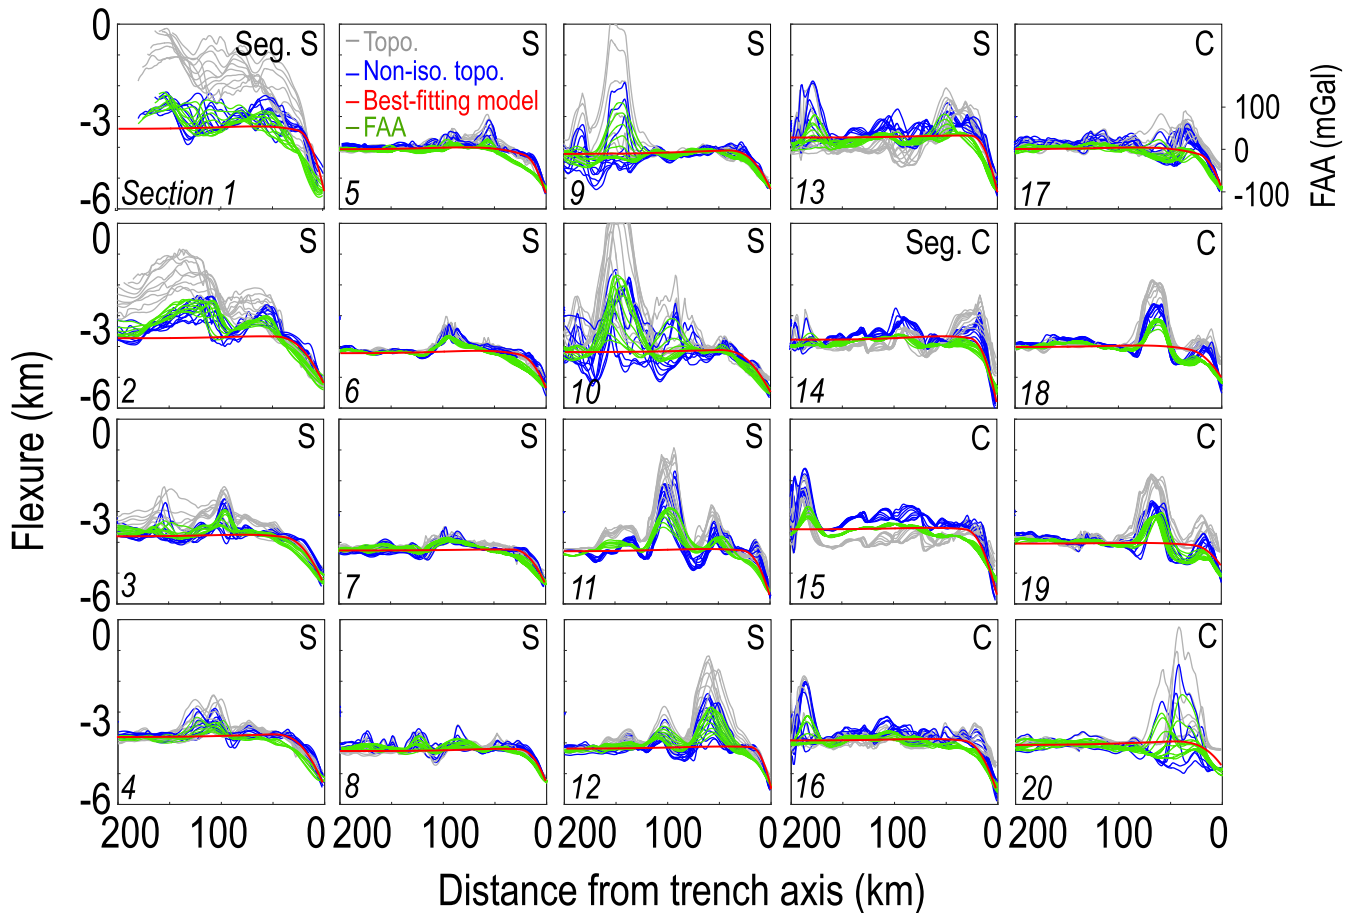 0
-3
-6
Seg. S
Section 1
S
Topo.
Non-iso. topo.
Best-fitting model
FAA
5
S
9
S
13
C
17
100
0
-100
FAA (mGal)
0
-3
-6
S
2
S
6
S
10
Seg. C
14
C
18
Flexure (km)
0
-3
-6
S
3
S
7
S
11
C
15
C
19
0
-3
-6
S
4
S
8
S
12
C
16
C
20
200 100 0
200 100 0
200 100 0
200 100 0
200 100 0
Distance from trench axis (km)